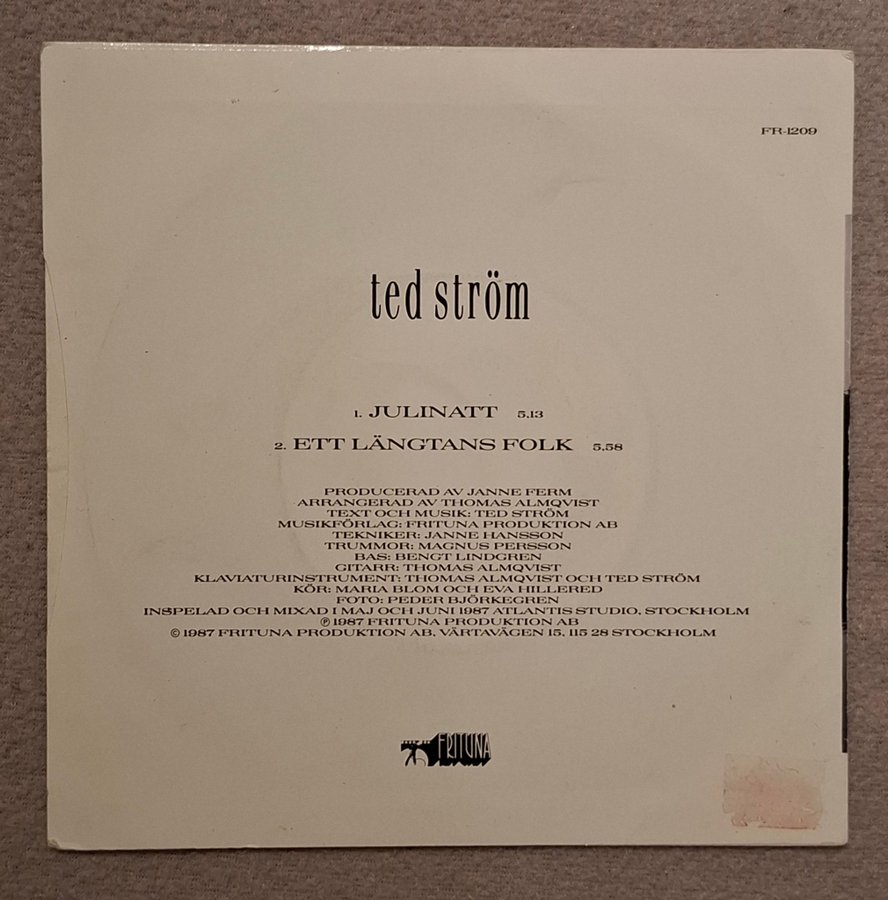 FR-1209
ted ström
1. JULINATT 5.13
2. ETT LÄNGTANS FOLK 5.58
PRODUCERAD AV JANNE FERM
ARRANGERAD AV THOMAS ALMQVIST
TEXT OCH MUSIK: TED STRÖM
MUSIKFÖRLAG: FRITUNA PRODUKTION AB
TEKNIKER: JANNE HANSSON
TRUMMOR: MAGNUS PERSSON
BAS: BENGT LINDGREN
GITARR: THOMAS ALMQVIST
KLAVIATURINSTRUMENT: THOMAS ALMQVIST OCH TED STRÖM
KÖR: MARIA BLOM OCH EVA HILLERED
FOTO: PEDER BJÖRKEGREN
INSPELAD OCH MIXAD I MAJ OCH JUNI 1987 ATLANTIS STUDIO, STOCKHOLM
℗ 1987 FRITUNA PRODUKTION AB
© 1987 FRITUNA PRODUKTION AB, VÄRTAVÄGEN 15, 115 28 STOCKHOLM
FRITUNA